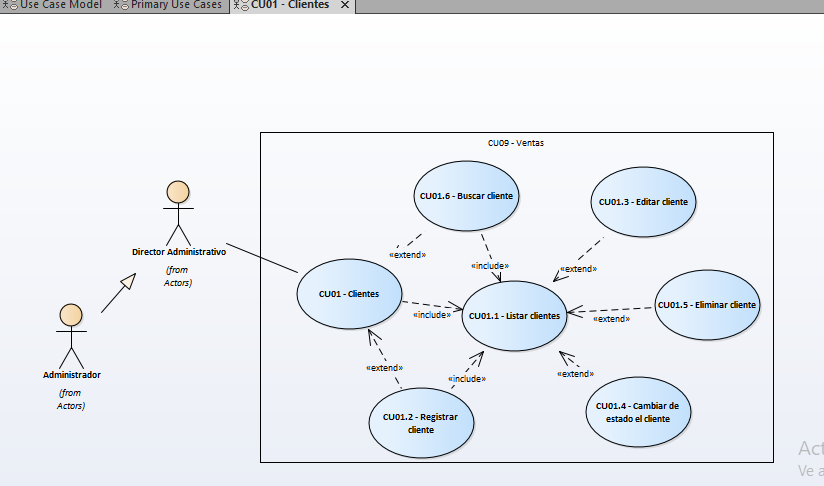 Use Case Model
Primary Use Cases
CU01 - Clientes
CU09 - Ventas
CU01.6 - Buscar cliente
CU01.3 - Editar cliente
Director Administrativo
(from
Actors)
«extend»
«include»
«extend»
CU01 - Clientes
«include»
CU01.1 - Listar clientes
«extend»
CU01.5 - Eliminar cliente
Administrador
(from
Actors)
«extend»
«include»
«extend»
CU01.2 - Registrar
cliente
CU01.4 - Cambiar de
estado el cliente
Act
Ve a